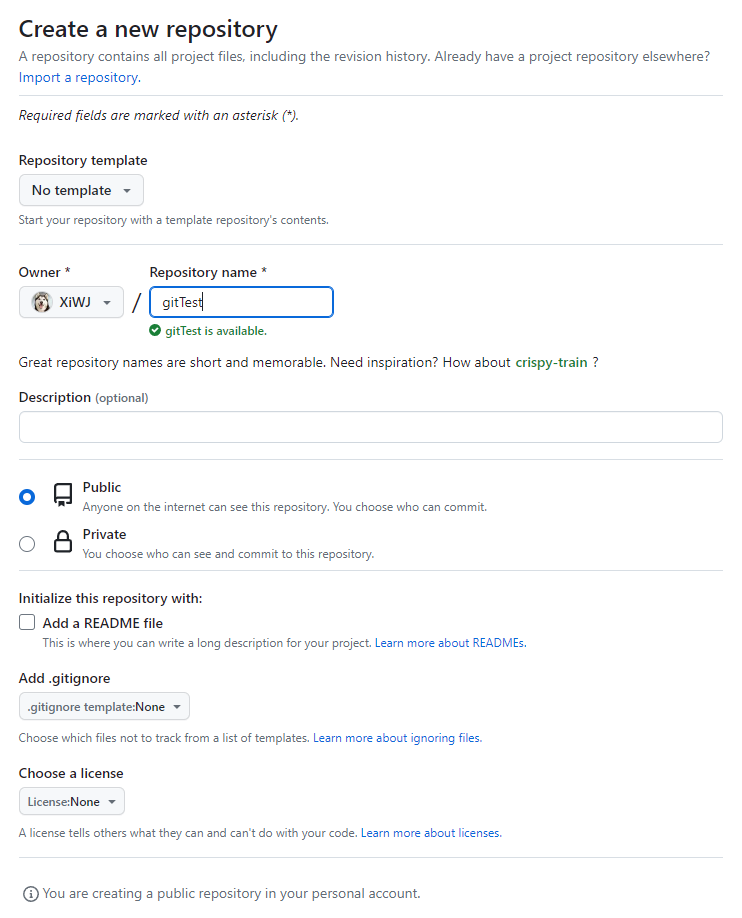 Create a new repository
A repository contains all project files, including the revision history. Already have a project repository elsewhere?
Import a repository.
Required fields are marked with an asterisk (*).
Repository template
No template
Start your repository with a template repository's contents.
Owner * Repository name *
XiWJ / gitTest
gitTest is available.
Great repository names are short and memorable. Need inspiration? How about crispy-train ?
Description (optional)
Public
Anyone on the internet can see this repository. You choose who can commit.
Private
You choose who can see and commit to this repository.
Initialize this repository with:
Add a README file
This is where you can write a long description for your project. Learn more about READMEs.
Add .gitignore
.gitignore template:None
Choose which files not to track from a list of templates. Learn more about ignoring files.
Choose a license
License:None
A license tells others what they can and can't do with your code. Learn more about licenses.
You are creating a public repository in your personal account.